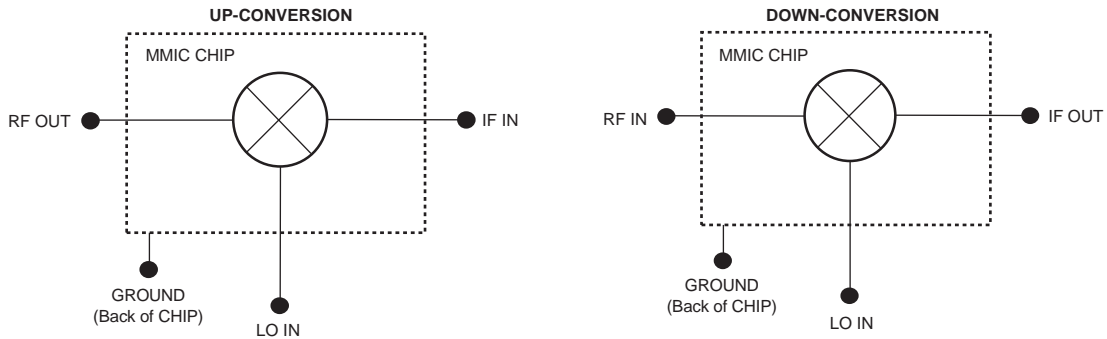 UP-CONVERSION
MMIC CHIP
RF OUT
IF IN
GROUND
(Back of CHIP)
LO IN
DOWN-CONVERSION
MMIC CHIP
RF IN
IF OUT
GROUND
(Back of CHIP)
LO IN